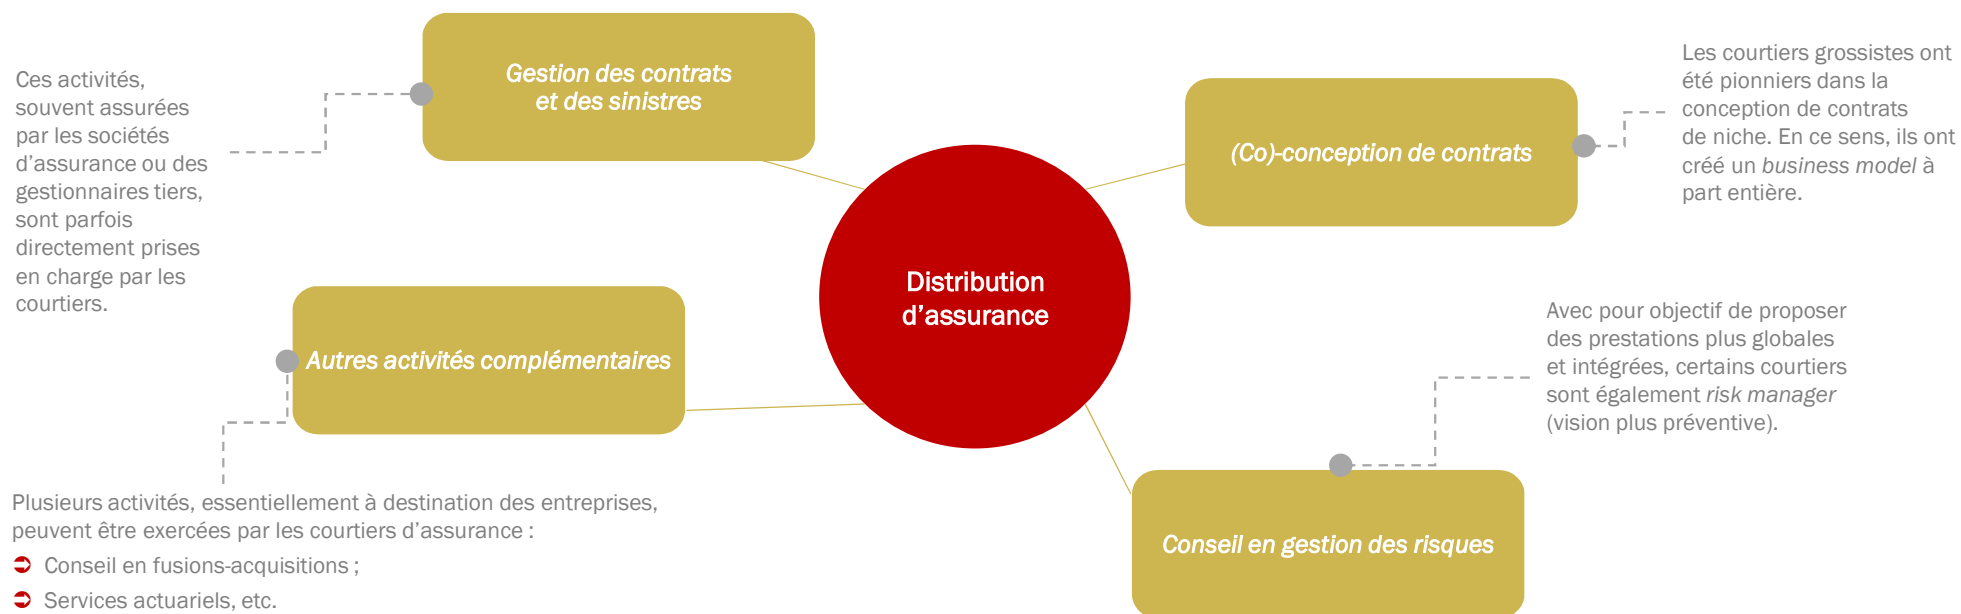 Ces activités,
souvent assurées
par les sociétés
d’assurance ou des
gestionnaires tiers,
sont parfois
directement prises
en charge par les
courtiers.
Gestion des contrats
et des sinistres
(Co)-conception de contrats
Les courtiers grossistes ont
été pionniers dans la
conception de contrats
de niche. En ce sens, ils ont
créé un business model à
part entière.
Distribution
d’assurance
Autres activités complémentaires
Plusieurs activités, essentiellement à destination des entreprises,
peuvent être exercées par les courtiers d’assurance :
➲ Conseil en fusions-acquisitions ;
➲ Services actuariels, etc.
Avec pour objectif de proposer
des prestations plus globales
et intégrées, certains courtiers
sont également risk manager
(vision plus préventive).
Conseil en gestion des risques